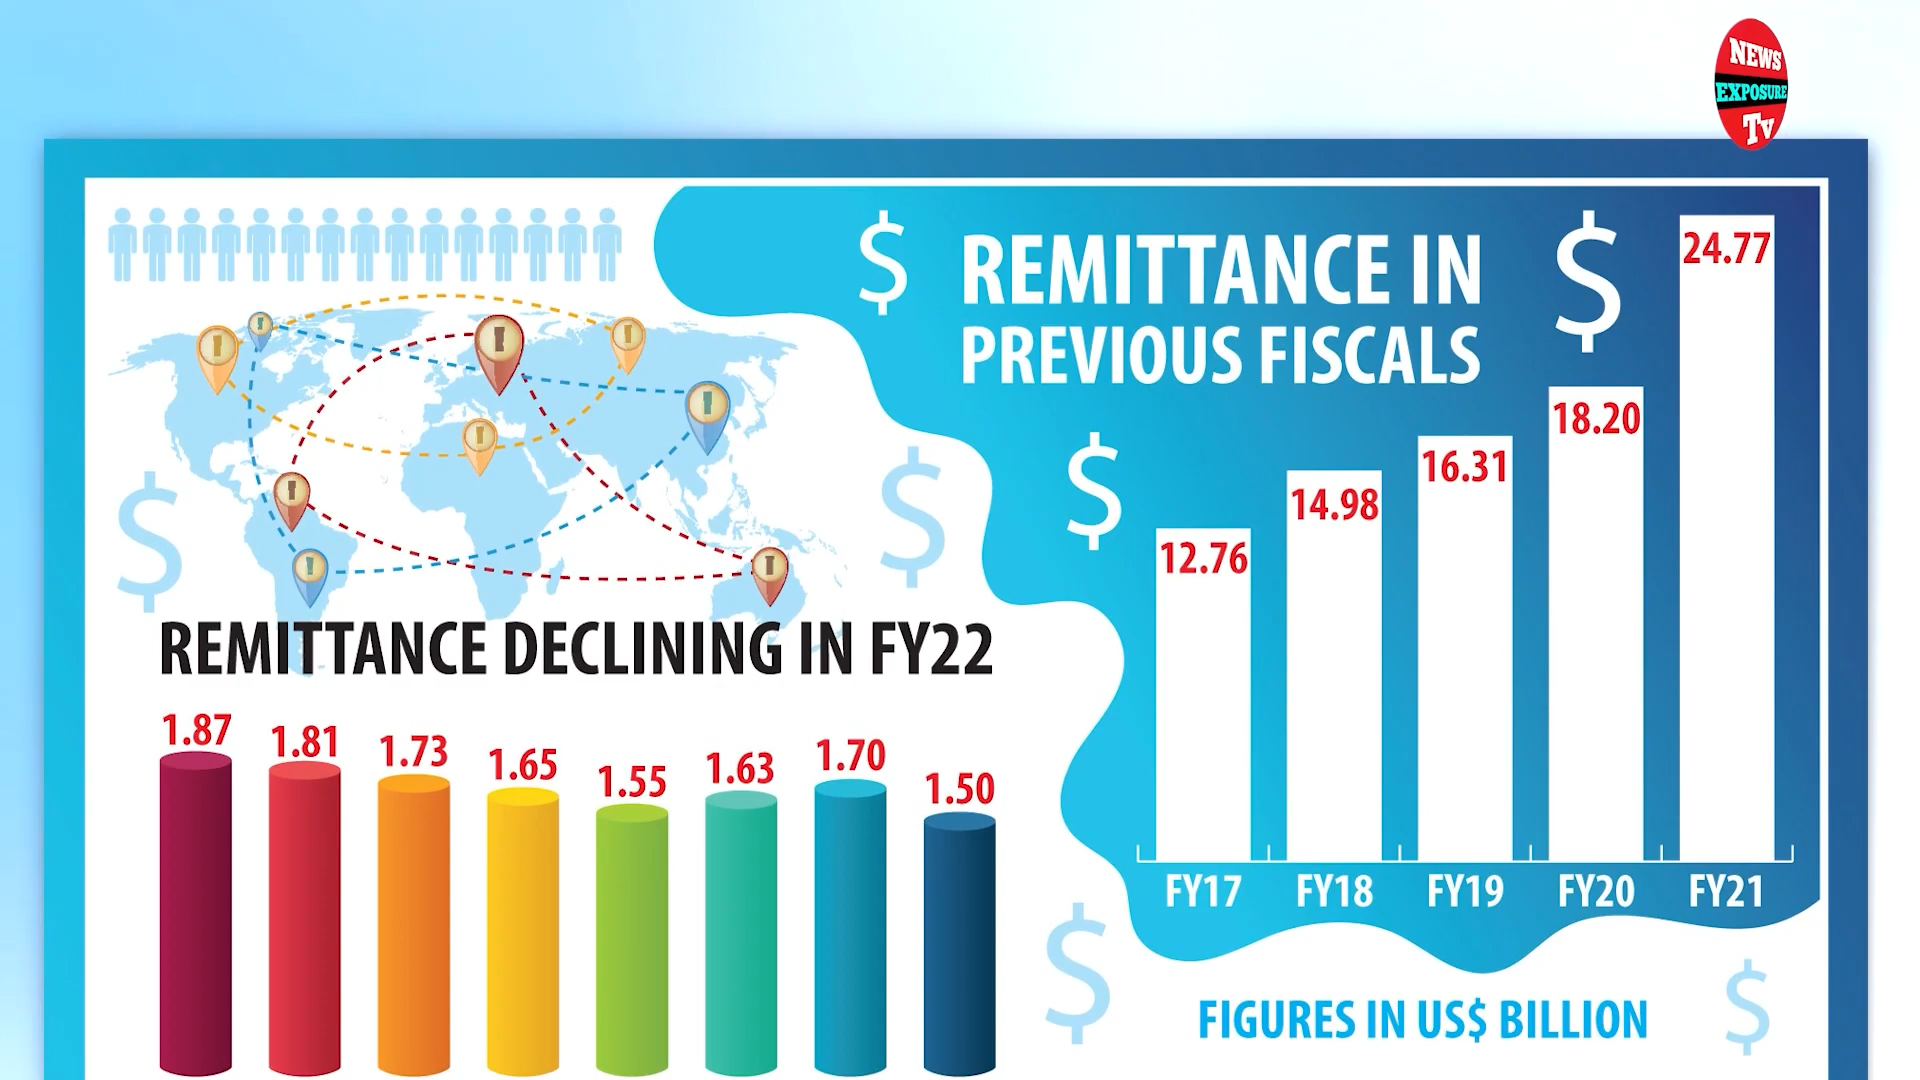 NEWS
EXPOSURE
Tv
REMITTANCE IN
PREVIOUS FISCALS
$
$
$
$
$
$
$
24.77
18.20
16.31
14.98
12.76
FY17 FY18 FY19 FY20 FY21
FIGURES IN US$ BILLION
REMITTANCE DECLINING IN FY22
1.87 1.81 1.73 1.65 1.55 1.63 1.70 1.50